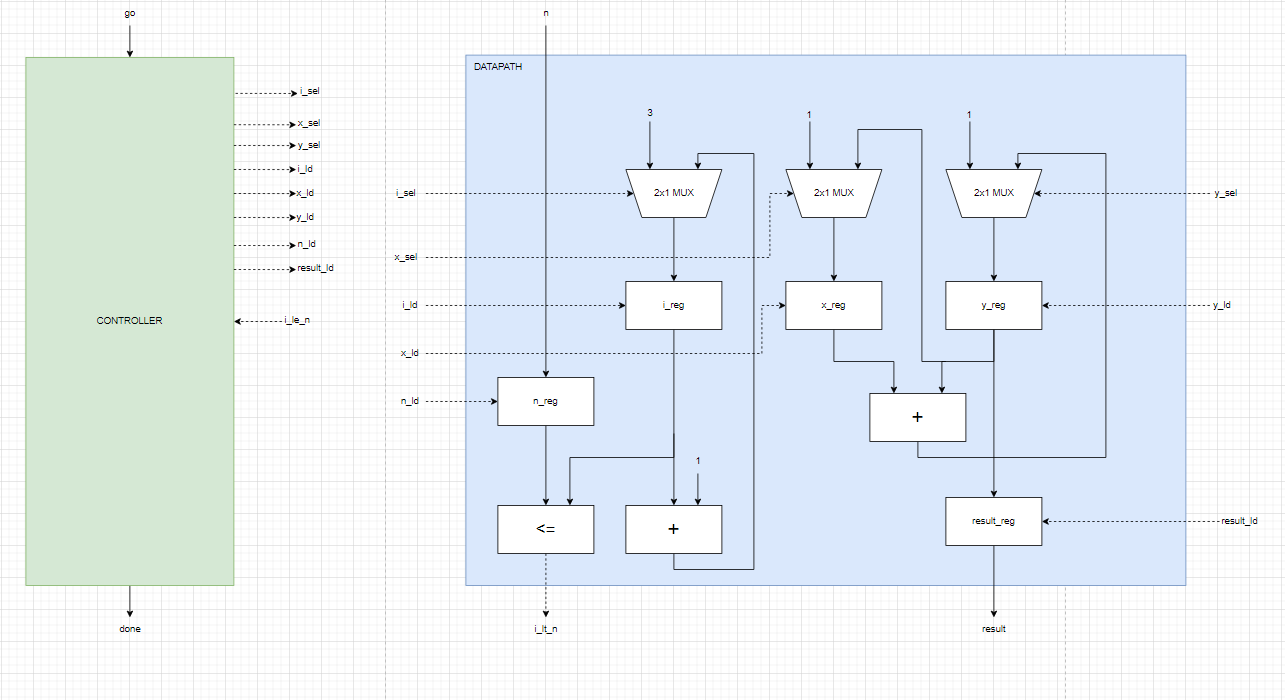 go
n
DATAPATH
i_sel
x_sel
y_sel
i_ld
x_ld
y_ld
n_ld
result_ld
CONTROLLER
i_le_n
done
3
1
1
i_sel
2x1 MUX
2x1 MUX
2x1 MUX
y_sel
x_sel
i_ld
i_reg
x_reg
y_reg
y_ld
x_ld
n_ld
n_reg
+
1
<=
+
result_reg
result_ld
i_lt_n
result